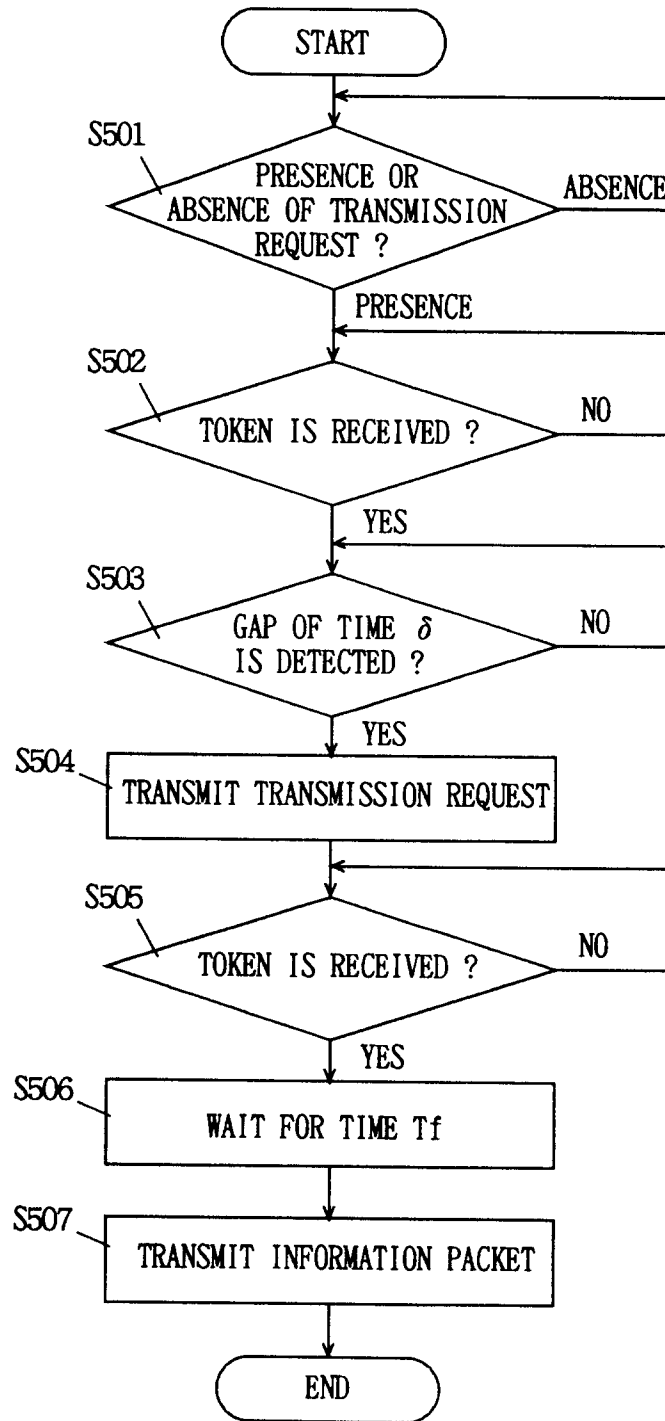 START
S501
PRESENCE OR
ABSENCE OF TRANSMISSION
REQUEST ?
ABSENCE
PRESENCE
S502
TOKEN IS RECEIVED ?
NO
YES
S503
GAP OF TIME δ
IS DETECTED ?
NO
YES
S504
TRANSMIT TRANSMISSION REQUEST
S505
TOKEN IS RECEIVED ?
NO
YES
S506
WAIT FOR TIME Tf
S507
TRANSMIT INFORMATION PACKET
END